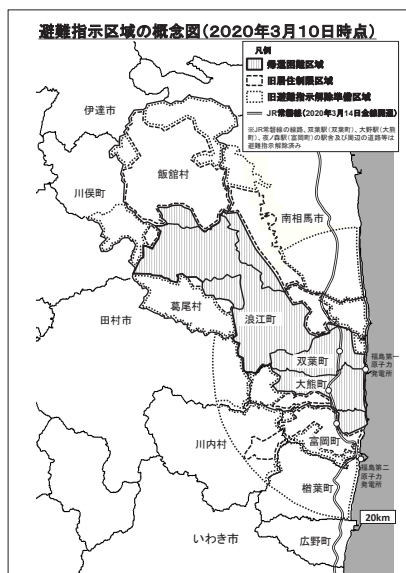 避難指示区域の概念図（2020年3月10日時点）
凡例
帰還困難区域
旧居住制限区域
旧避難指示解除準備区域
JR常磐線（2020年3月14日全線開通）
※JR常磐線の線路、双葉駅（双葉町）、大野駅（大熊
町）、夜ノ森駅（富岡町）の駅舎及び周辺の道路等は
避難指示解除済み
伊達市
飯舘村
川俣町
南相馬市
田村市
葛尾村
浪江町
双葉町
福島第一
原子力
発電所
大熊町
川内村
富岡町
福島第二
原子力
発電所
楢葉町
20km
いわき市
広野町